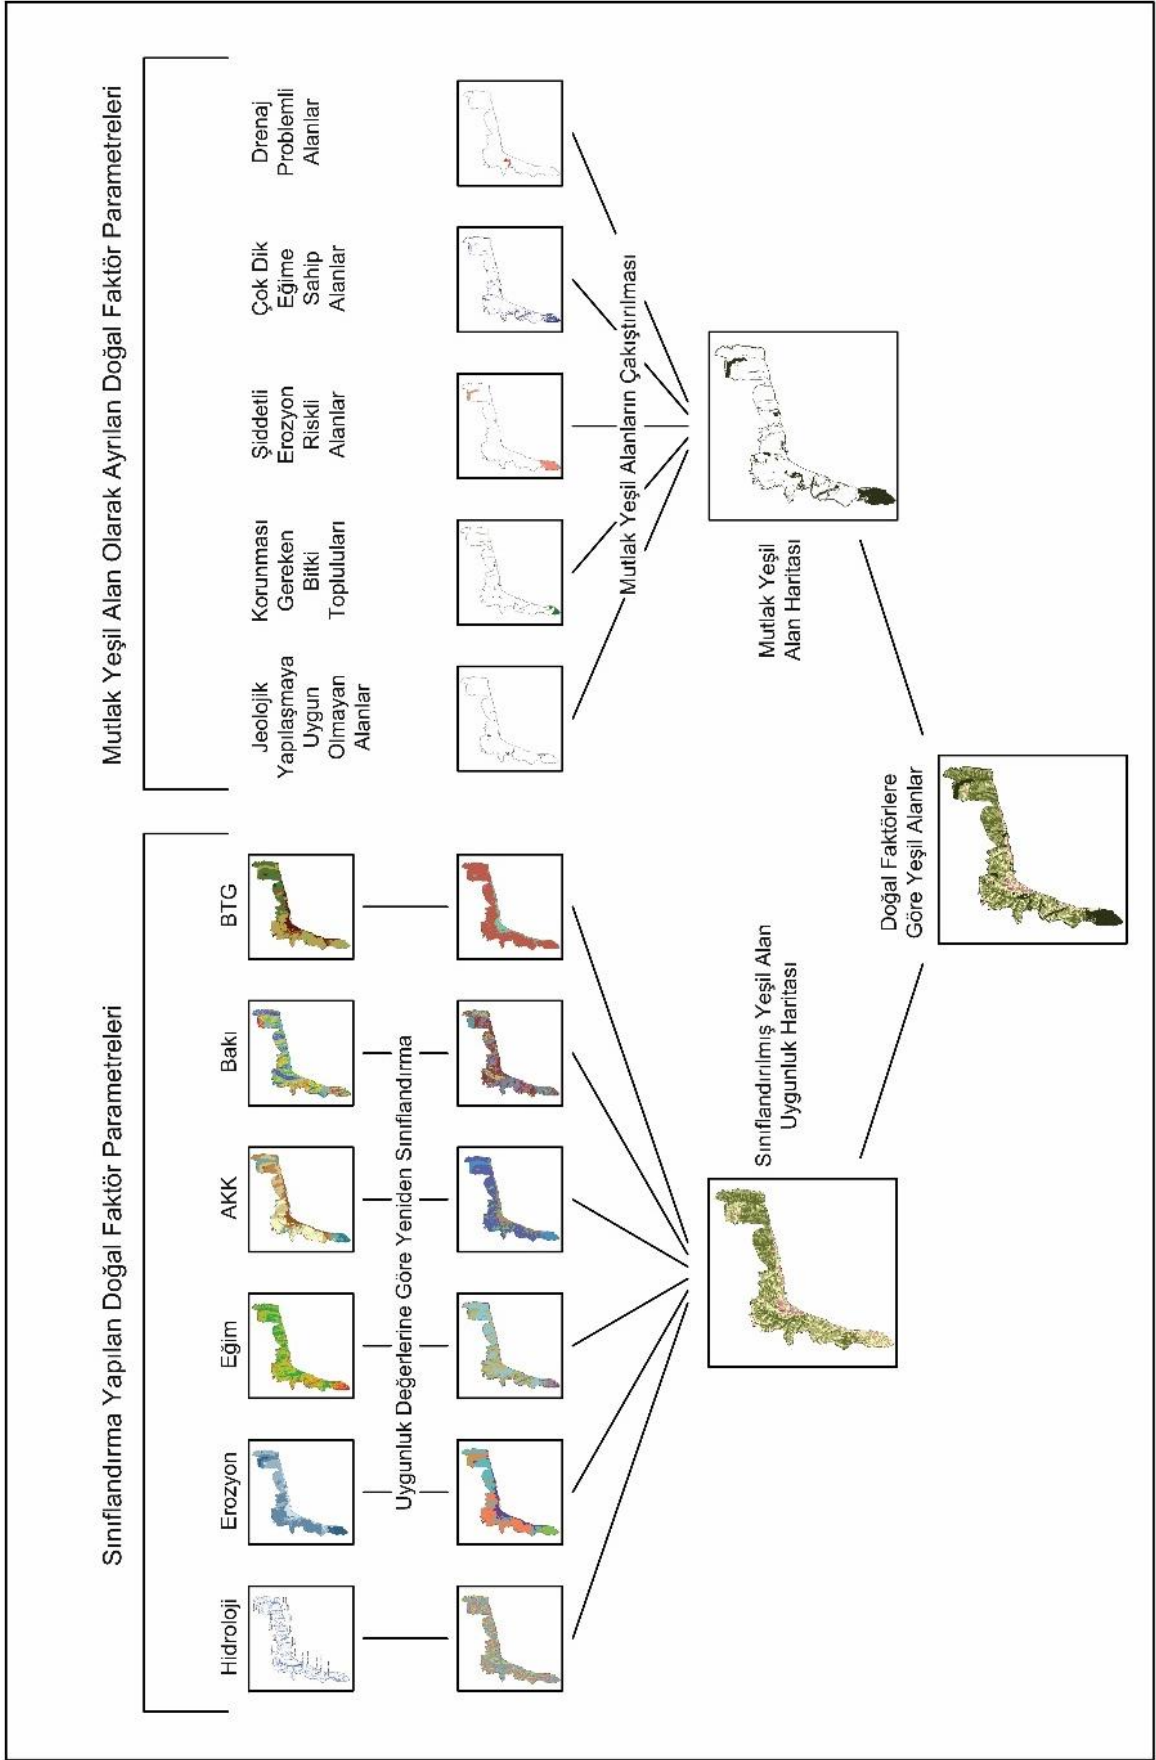 Sınıflandırma Yapılan Doğal Faktör Parametreleri
Mutlak Yeşil Alan Olarak Ayrılan Doğal Faktör Parametreleri
Hidroloji
Erozyon
Eğim
AKK
Bakı
BTG
Jeolojik
Yapılaşmaya
Uygun
Olmayan
Alanlar
Korunması
Gereken
Bitki
Toplululları
Şiddetli
Erozyon
Riskli
Alanlar
Çok Dik
Eğime
Sahip
Alanlar
Drenaj
Problemli
Alanlar
Uygunluk Değerlerine Göre Yeniden Sınıflandırma
Mutlak Yeşil Alanların Çakıştırılması
Sınıflandırılmış Yeşil Alan
Uygunluk Haritası
Mutlak Yeşil
Alan Haritası
Doğal Faktörlere
Göre Yeşil Alanlar